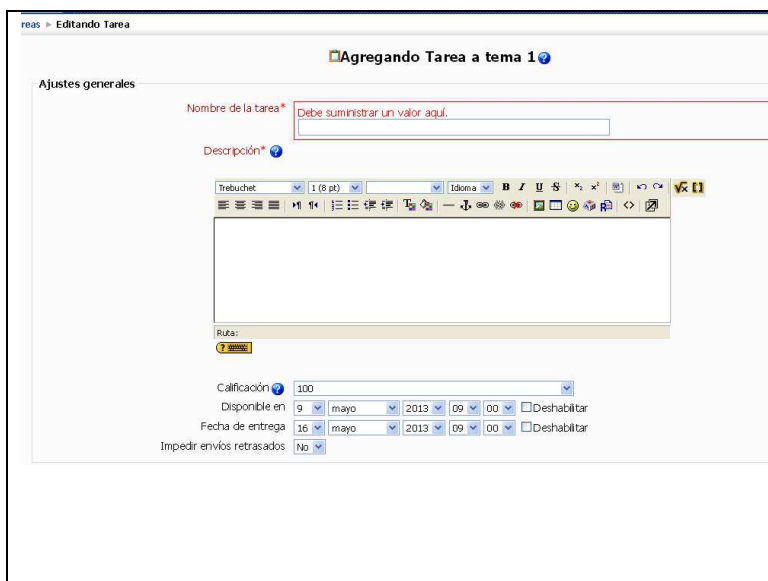 reas ► Editando Tarea
Agregando Tarea a tema 1
Ajustes generales
Nombre de la tarea*
Debe suministrar un valor aquí.
Descripción*
Trebuchet 1 (8 pt) Idioma B I U S x₂ x²
Ruta:
Calificación 100
Disponible en 9 mayo 2013 09 00 Deshabilitar
Fecha de entrega 16 mayo 2013 09 00 Deshabilitar
Impedir envíos retrasados No